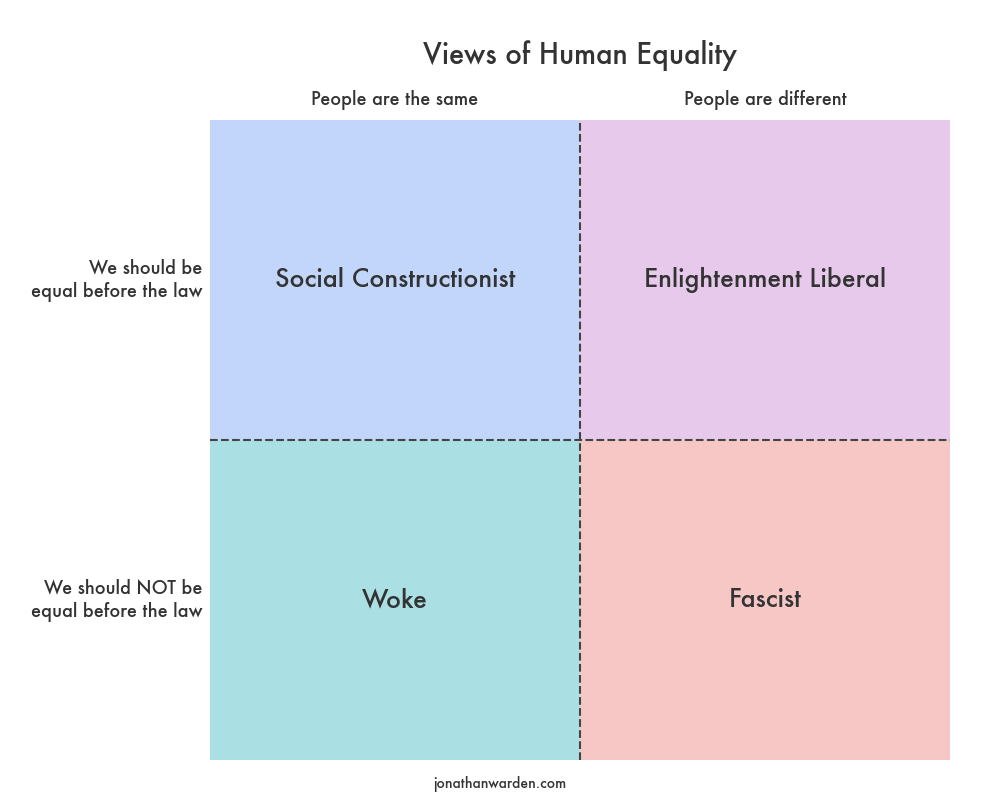 Views of Human Equality
People are the same
People are different
We should be
equal before the law
Social Constructionist
Enlightenment Liberal
We should NOT be
equal before the law
Woke
Fascist
jonathanwarden.com